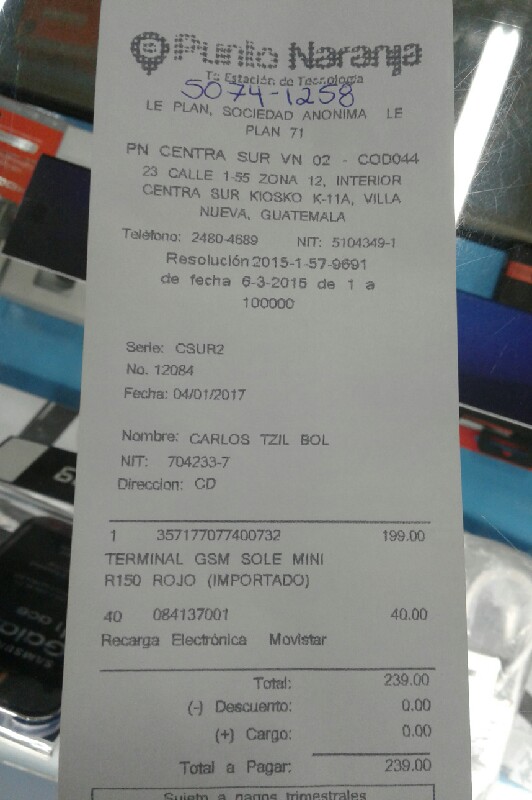 Punto Naranja
Tu Estación de Tecnología
5074-1258
LE PLAN, SOCIEDAD ANONIMA LE
PLAN 71
PN CENTRA SUR VN 02 - COD044
23 CALLE 1-55 ZONA 12, INTERIOR
CENTRA SUR KIOSKO K-11A, VILLA
NUEVA, GUATEMALA
Teléfono: 2480-4689 NIT: 5104349-1
Resolución 2015-1-57-9691
de fecha 6-3-2015 de 1 a
100000
Serie: CSUR2
No. 12084
Fecha: 04/01/2017
Nombre: CARLOS TZIL BOL
NIT: 704233-7
Direccion: CD
1 357177077400732 199.00
TERMINAL GSM SOLE MINI
R150 ROJO (IMPORTADO)
40 084137001 40.00
Recarga Electrónica Movistar
Total: 239.00
(-) Descuento: 0.00
(+) Cargo: 0.00
Total a Pagar: 239.00
Sujeto a pagos trimestrales
SAMSUNG
Galaxy